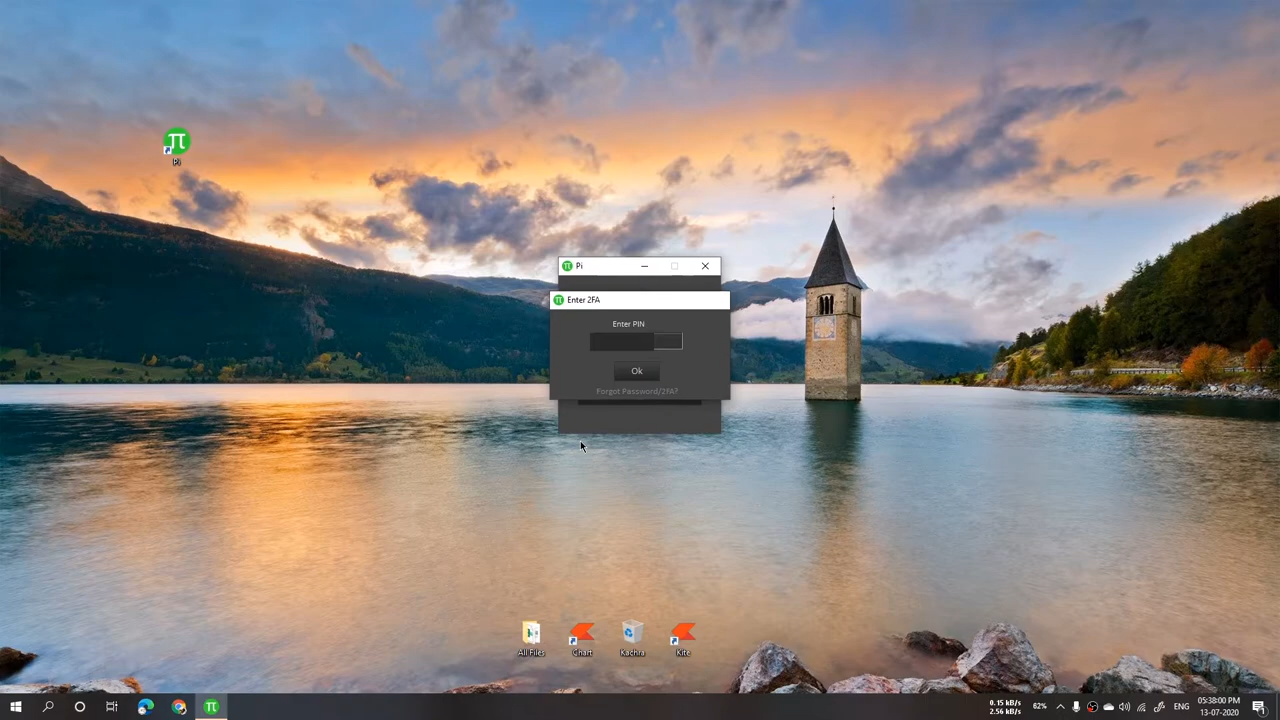 π
Pi
π Pi
π Enter 2FA
Enter PIN
Ok
Forgot Password/2FA?
All Files
Chart
Kachra
Kite
0.15 kB/s
2.56 kB/s
62%
ENG
05:38:00 PM
13-07-2020
π